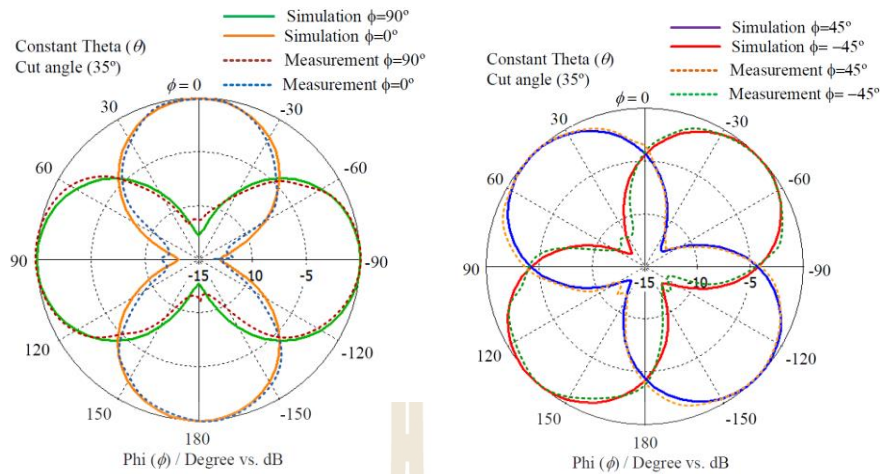 Simulation ϕ=90º
Simulation ϕ=0º
Measurement ϕ=90º
Measurement ϕ=0º
Constant Theta (θ)
Cut angle (35º)
ϕ = 0
30
-30
60
-60
90
-90
-15
-10
-5
120
-120
150
-150
180
Phi (ϕ) / Degree vs. dB
Simulation ϕ=45º
Simulation ϕ= −45º
Measurement ϕ=45º
Measurement ϕ= −45º
Constant Theta (θ)
Cut angle (35º)
ϕ = 0
30
-30
60
-60
90
-90
-15
-10
-5
120
-120
150
-150
180
Phi (ϕ) / Degree vs. dB